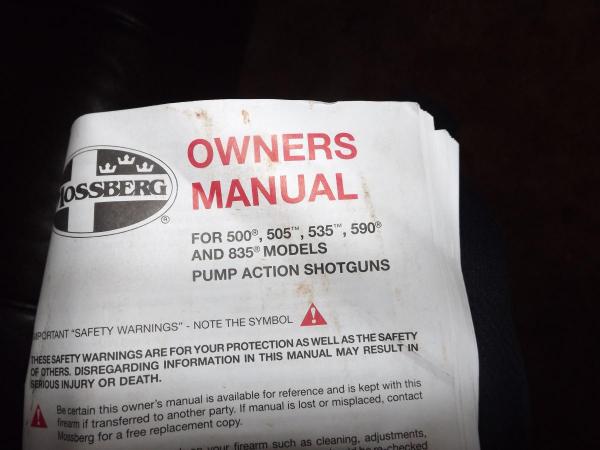 OWNERS
MANUAL
MOSSBERG
®
FOR 500®, 505™, 535™, 590®
AND 835® MODELS
PUMP ACTION SHOTGUNS
IMPORTANT "SAFETY WARNINGS" - NOTE THE SYMBOL
THESE SAFETY WARNINGS ARE FOR YOUR PROTECTION AS WELL AS THE SAFETY
OF OTHERS. DISREGARDING INFORMATION IN THIS MANUAL MAY RESULT IN
SERIOUS INJURY OR DEATH.
Be certain this owner's manual is available for reference and is kept with this
firearm if transferred to another party. If manual is lost or misplaced, contact
Mossberg for a free replacement copy.
your firearm such as cleaning, adjustments,
be re-checked